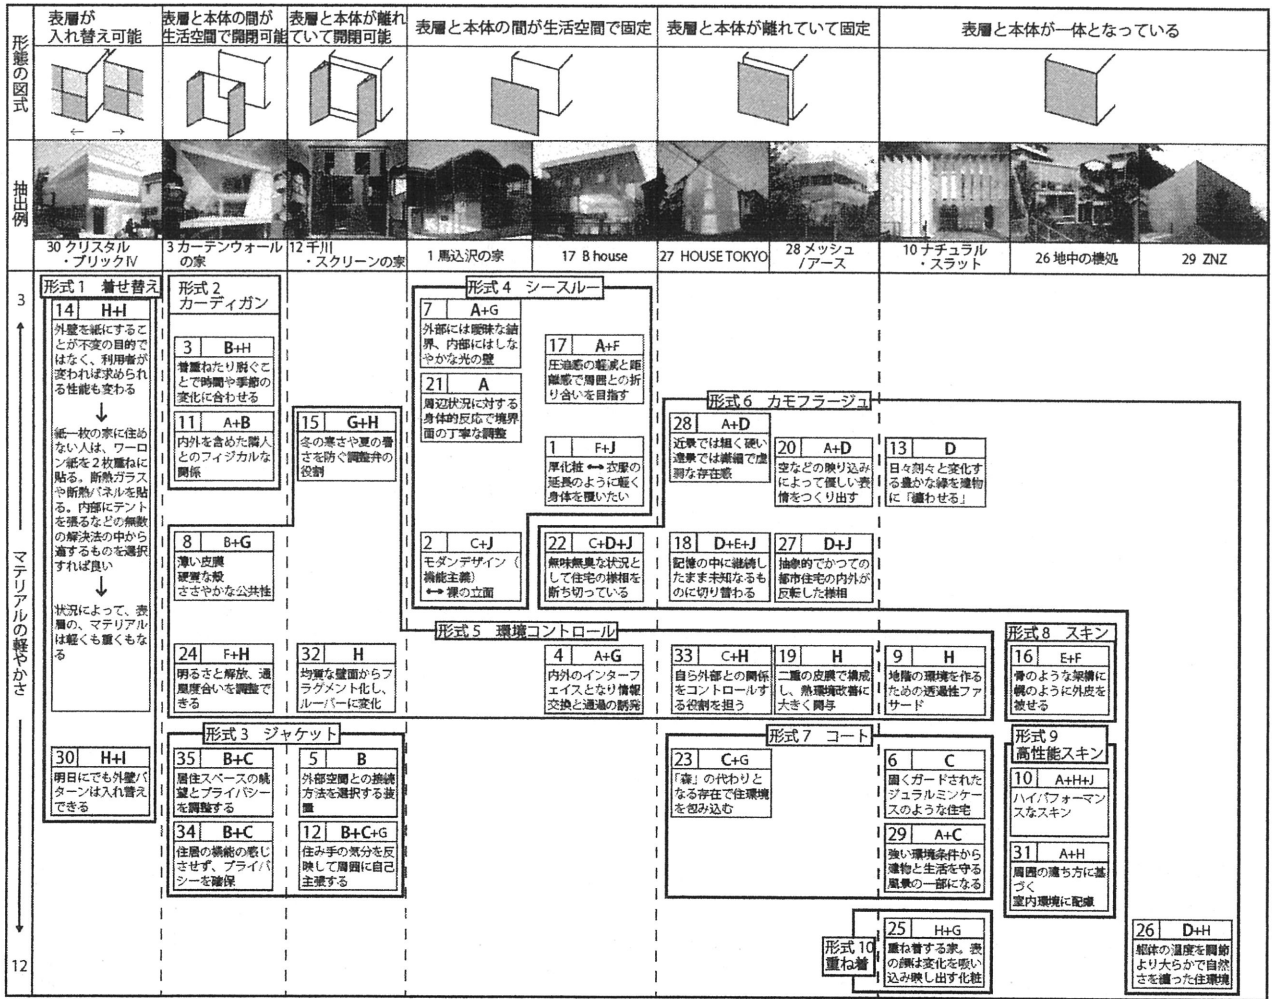 形態の図式
表層が
入れ替え可能
表層と本体の間が
生活空間で開閉可能
表層と本体が離れ
ていて開閉可能
表層と本体の間が生活空間で固定
表層と本体が離れていて固定
表層と本体が一体となっている
← →
抽出例
30 クリスタル
・ブリックⅣ
3 カーテンウォール
の家
12 千川
・スクリーンの家
1 馬込沢の家
17 B house
27 HOUSE TOKYO
28 メッシュ
/アース
10 ナチュラル
・スラット
26 地中の棲処
29 ZNZ
3
マテリアルの軽やかさ
12
形式1 着せ替え
14 H+I
外壁を紙にするこ
とが不変の目的で
はなく、利用者が
変われば求められ
る性能も変わる
紙一枚の家に住め
ない人は、ワーロン
紙を2枚重ねに
貼る。断熱ガラス
や断熱パネルを貼
る。内部にテント
を張るなどの無数
の解決法の中から
適するものを選択
すれば良い
状況によって、表
層の、マテリアル
は軽くも重くもな
る
30 H+I
明日にでも外壁パ
ターンは入れ替え
できる
形式2
カーディガン
3 B+H
着重ねたり脱ぐこ
とで時間や季節の
変化に合わせる
11 A+B
内外を含めた隣人
とのフィジカルな
関係
15 G+H
冬の寒さや夏の暑
さを防ぐ調整弁の
役割
8 B+G
薄い皮膜
硬質な殻
ささやかな公共性
24 F+H
明るさと解放、通
風度合いを調整で
きる
32 H
均質な壁面からフ
ラグメント化し、
ルーバーに変化
形式3 ジャケット
35 B+C
居住スペースの眺
望とプライバシー
を調整する
5 B
外部空間との接続
方法を選択する装
置
34 B+C
住居の機能の感じ
させず、プライバ
シーを確保
12 B+C+G
住み手の気分を反
映して周囲に自己
主張する
形式4 シースルー
7 A+G
外部には曖昧な結
界、内部にはしな
やかな光の壁
17 A+F
圧迫感の軽減と距
離感で周囲との折
り合いを目指す
21 A
周辺状況に対する
身体的反応で境界
面の丁寧な調整
1 F+J
厚化粧 ⟷ 衣服の
延長のように軽く
身体を覆いたい
2 C+J
モダンデザイン（
機能主義）
⟷ 裸の立面
22 C+D+J
無味無臭な状況と
して住宅の様相を
断ち切っている
形式6 カモフラージュ
28 A+D
近景では粗く硬い
遠景では繊細で虚
弱な存在感
20 A+D
空などの映り込み
によって優しい表
情をつくり出す
13 D
日々刻々と変化す
る豊かな緑を建物
に「纏わせる」
18 D+E+J
記憶の中に継続し
たまま未知なるも
のに切り替わる
27 D+J
抽象的でかつての
都市住宅の内外が
反転した様相
形式5 環境コントロール
4 A+G
内外のインターフ
ェイスとなり情報
交換と通過の誘発
33 C+H
自ら外部との関係
をコントロールす
る役割を担う
19 H
二重の皮膜で構成
し、熱環境改善に
大きく関与
9 H
地階の環境を作る
ための透過性ファ
サード
形式8 スキン
16 E+F
骨のような架構に
幌のように外皮を
被せる
形式7 コート
23 C+G
「森」の代わりと
なる存在で住環境
を包み込む
6 C
固くガードされた
ジュラルミンケー
スのような住宅
29 A+C
強い環境条件から
建物と生活を守る
風景の一部になる
形式9
高性能スキン
10 A+H+J
ハイパフォーマン
スなスキン
31 A+H
周囲の建ち方に基
づく
室内環境に配慮
形式10
重ね着
25 H+G
重ね着する家。表
の顔は変化を吸い
込み映し出す化粧
26 D+H
躯体の温度を調節
より大らかで自然
さを纏った住環境